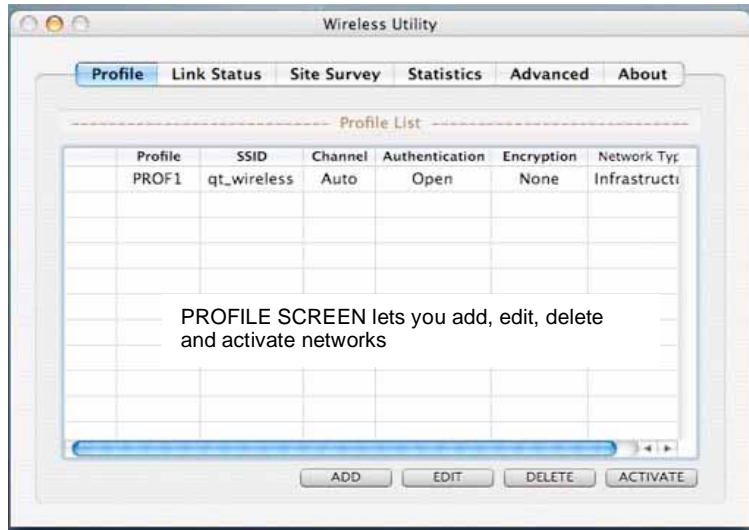 Wireless Utility
Profile Link Status Site Survey Statistics Advanced About
Profile List
Profile SSID Channel Authentication Encryption Network Typ
PROF1 qt_wireless Auto Open None Infrastructu
PROFILE SCREEN lets you add, edit, delete
and activate networks
ADD EDIT DELETE ACTIVATE